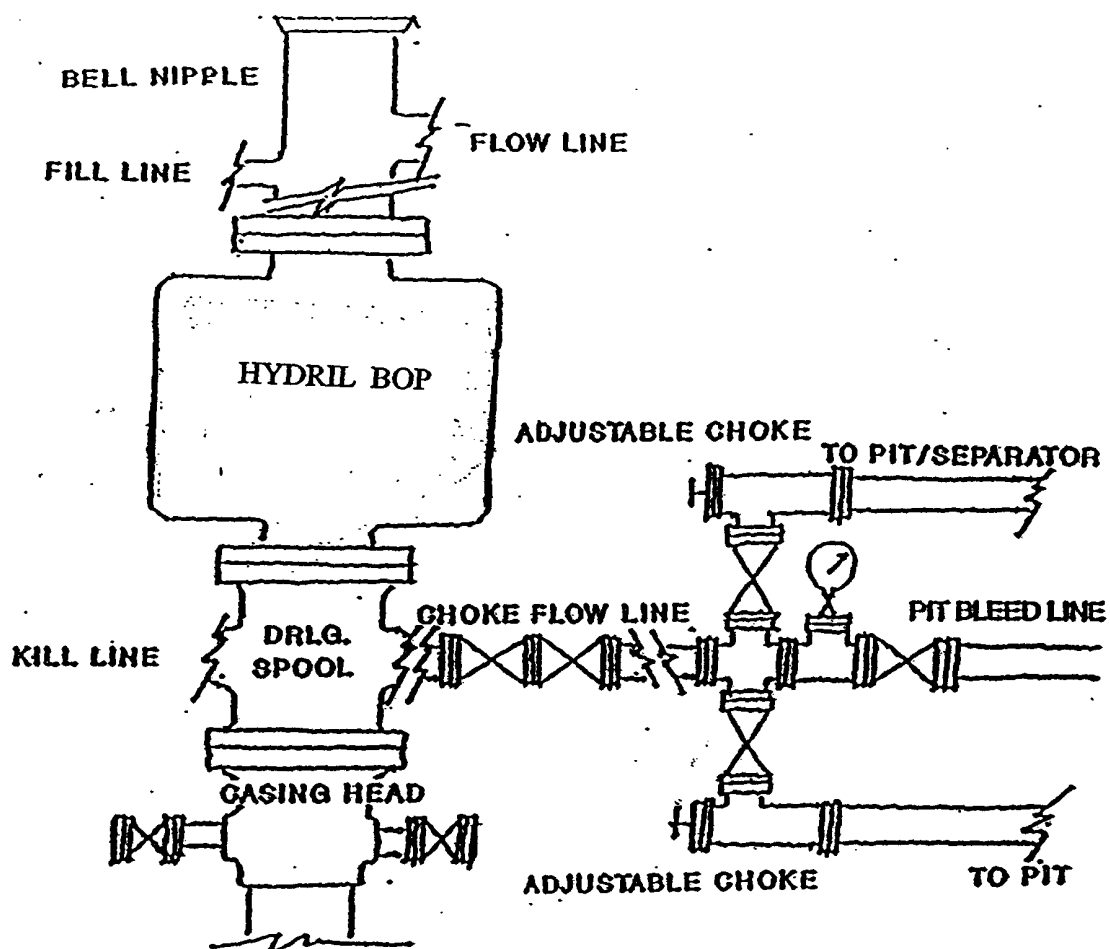 BELL NIPPLE
FLOW LINE
FILL LINE
HYDRIL BOP
ADJUSTABLE CHOKE
TO PIT/SEPARATOR
CHOKE FLOW LINE
PIT BLEED LINE
KILL LINE
DRLG.
SPOOL
CASING HEAD
ADJUSTABLE CHOKE
TO PIT